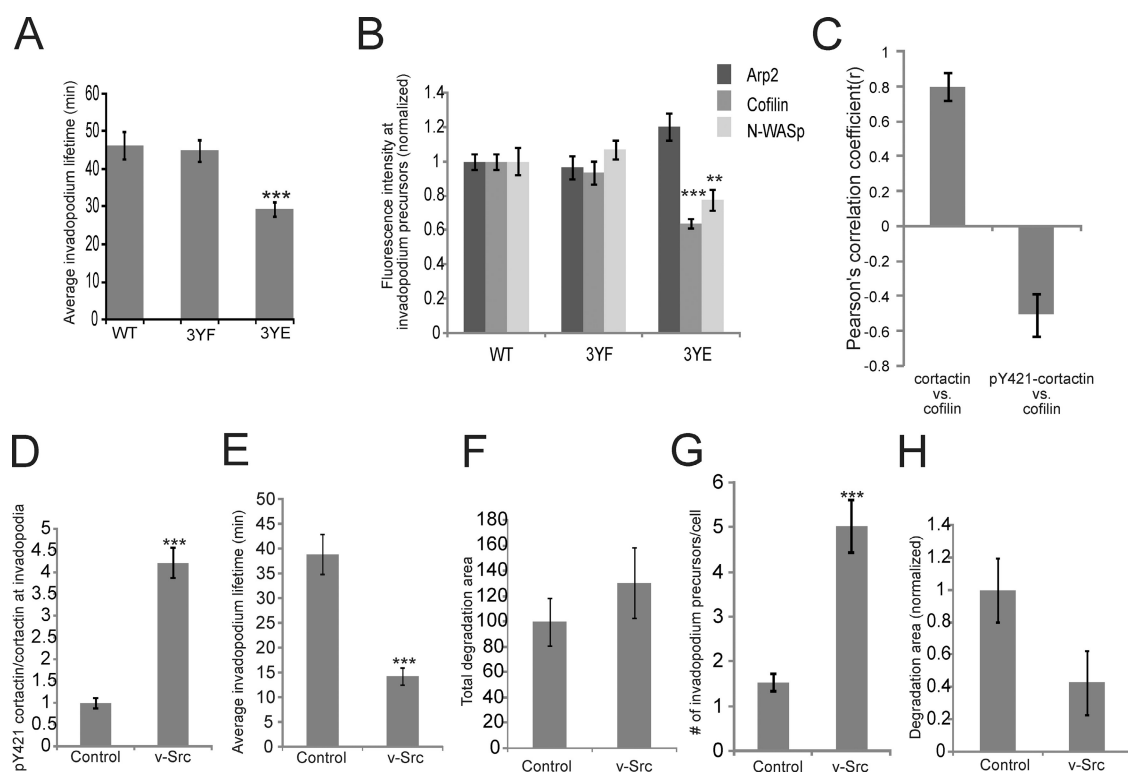 A
Average invadopodium lifetime (min)
60
50
40
30
20
10
0
***
WT 3YF 3YE
B
Fluorescence intensity at
invadopodium precursors (normalized)
1.4
1.2
1
0.8
0.6
0.4
0.2
0
*** **
Arp2
Cofilin
N-WASp
WT 3YF 3YE
C
Pearson's correlation coefficient(r)
1
0.8
0.6
0.4
0.2
0
-0.2
-0.4
-0.6
-0.8
cortactin
vs.
cofilin
pY421-cortactin
vs.
cofilin
D
pY421 cortactin/cortactin at invadopodia
5
4.5
4
3.5
3
2.5
2
1.5
1
0.5
0
***
Control v-Src
E
Average invadopodium lifetime (min)
50
45
40
35
30
25
20
15
10
5
0
***
Control v-Src
F
Total degradation area
180
160
140
120
100
80
60
40
20
0
Control v-Src
G
# of invadopodium precursors/cell
6
5
4
3
2
1
0
***
Control v-Src
H
Degradation area (normalized)
1.4
1.2
1
0.8
0.6
0.4
0.2
0
Control v-Src